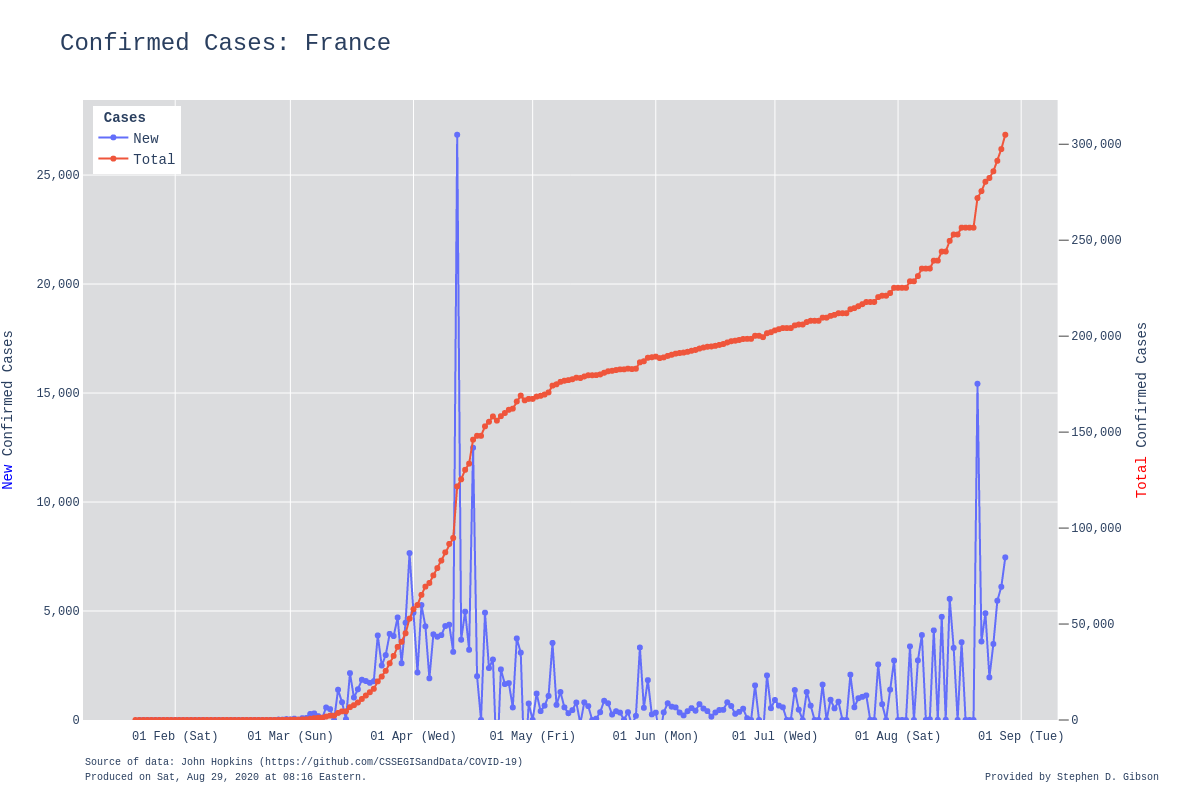 Confirmed Cases: France
Cases
New
Total
25,000
20,000
15,000
10,000
5,000
0
New Confirmed Cases
300,000
250,000
200,000
150,000
100,000
50,000
0
Total Confirmed Cases
01 Feb (Sat)
01 Mar (Sun)
01 Apr (Wed)
01 May (Fri)
01 Jun (Mon)
01 Jul (Wed)
01 Aug (Sat)
01 Sep (Tue)
Source of data: John Hopkins (https://github.com/CSSEGISandData/COVID-19)
Produced on Sat, Aug 29, 2020 at 08:16 Eastern.
Provided by Stephen D. Gibson